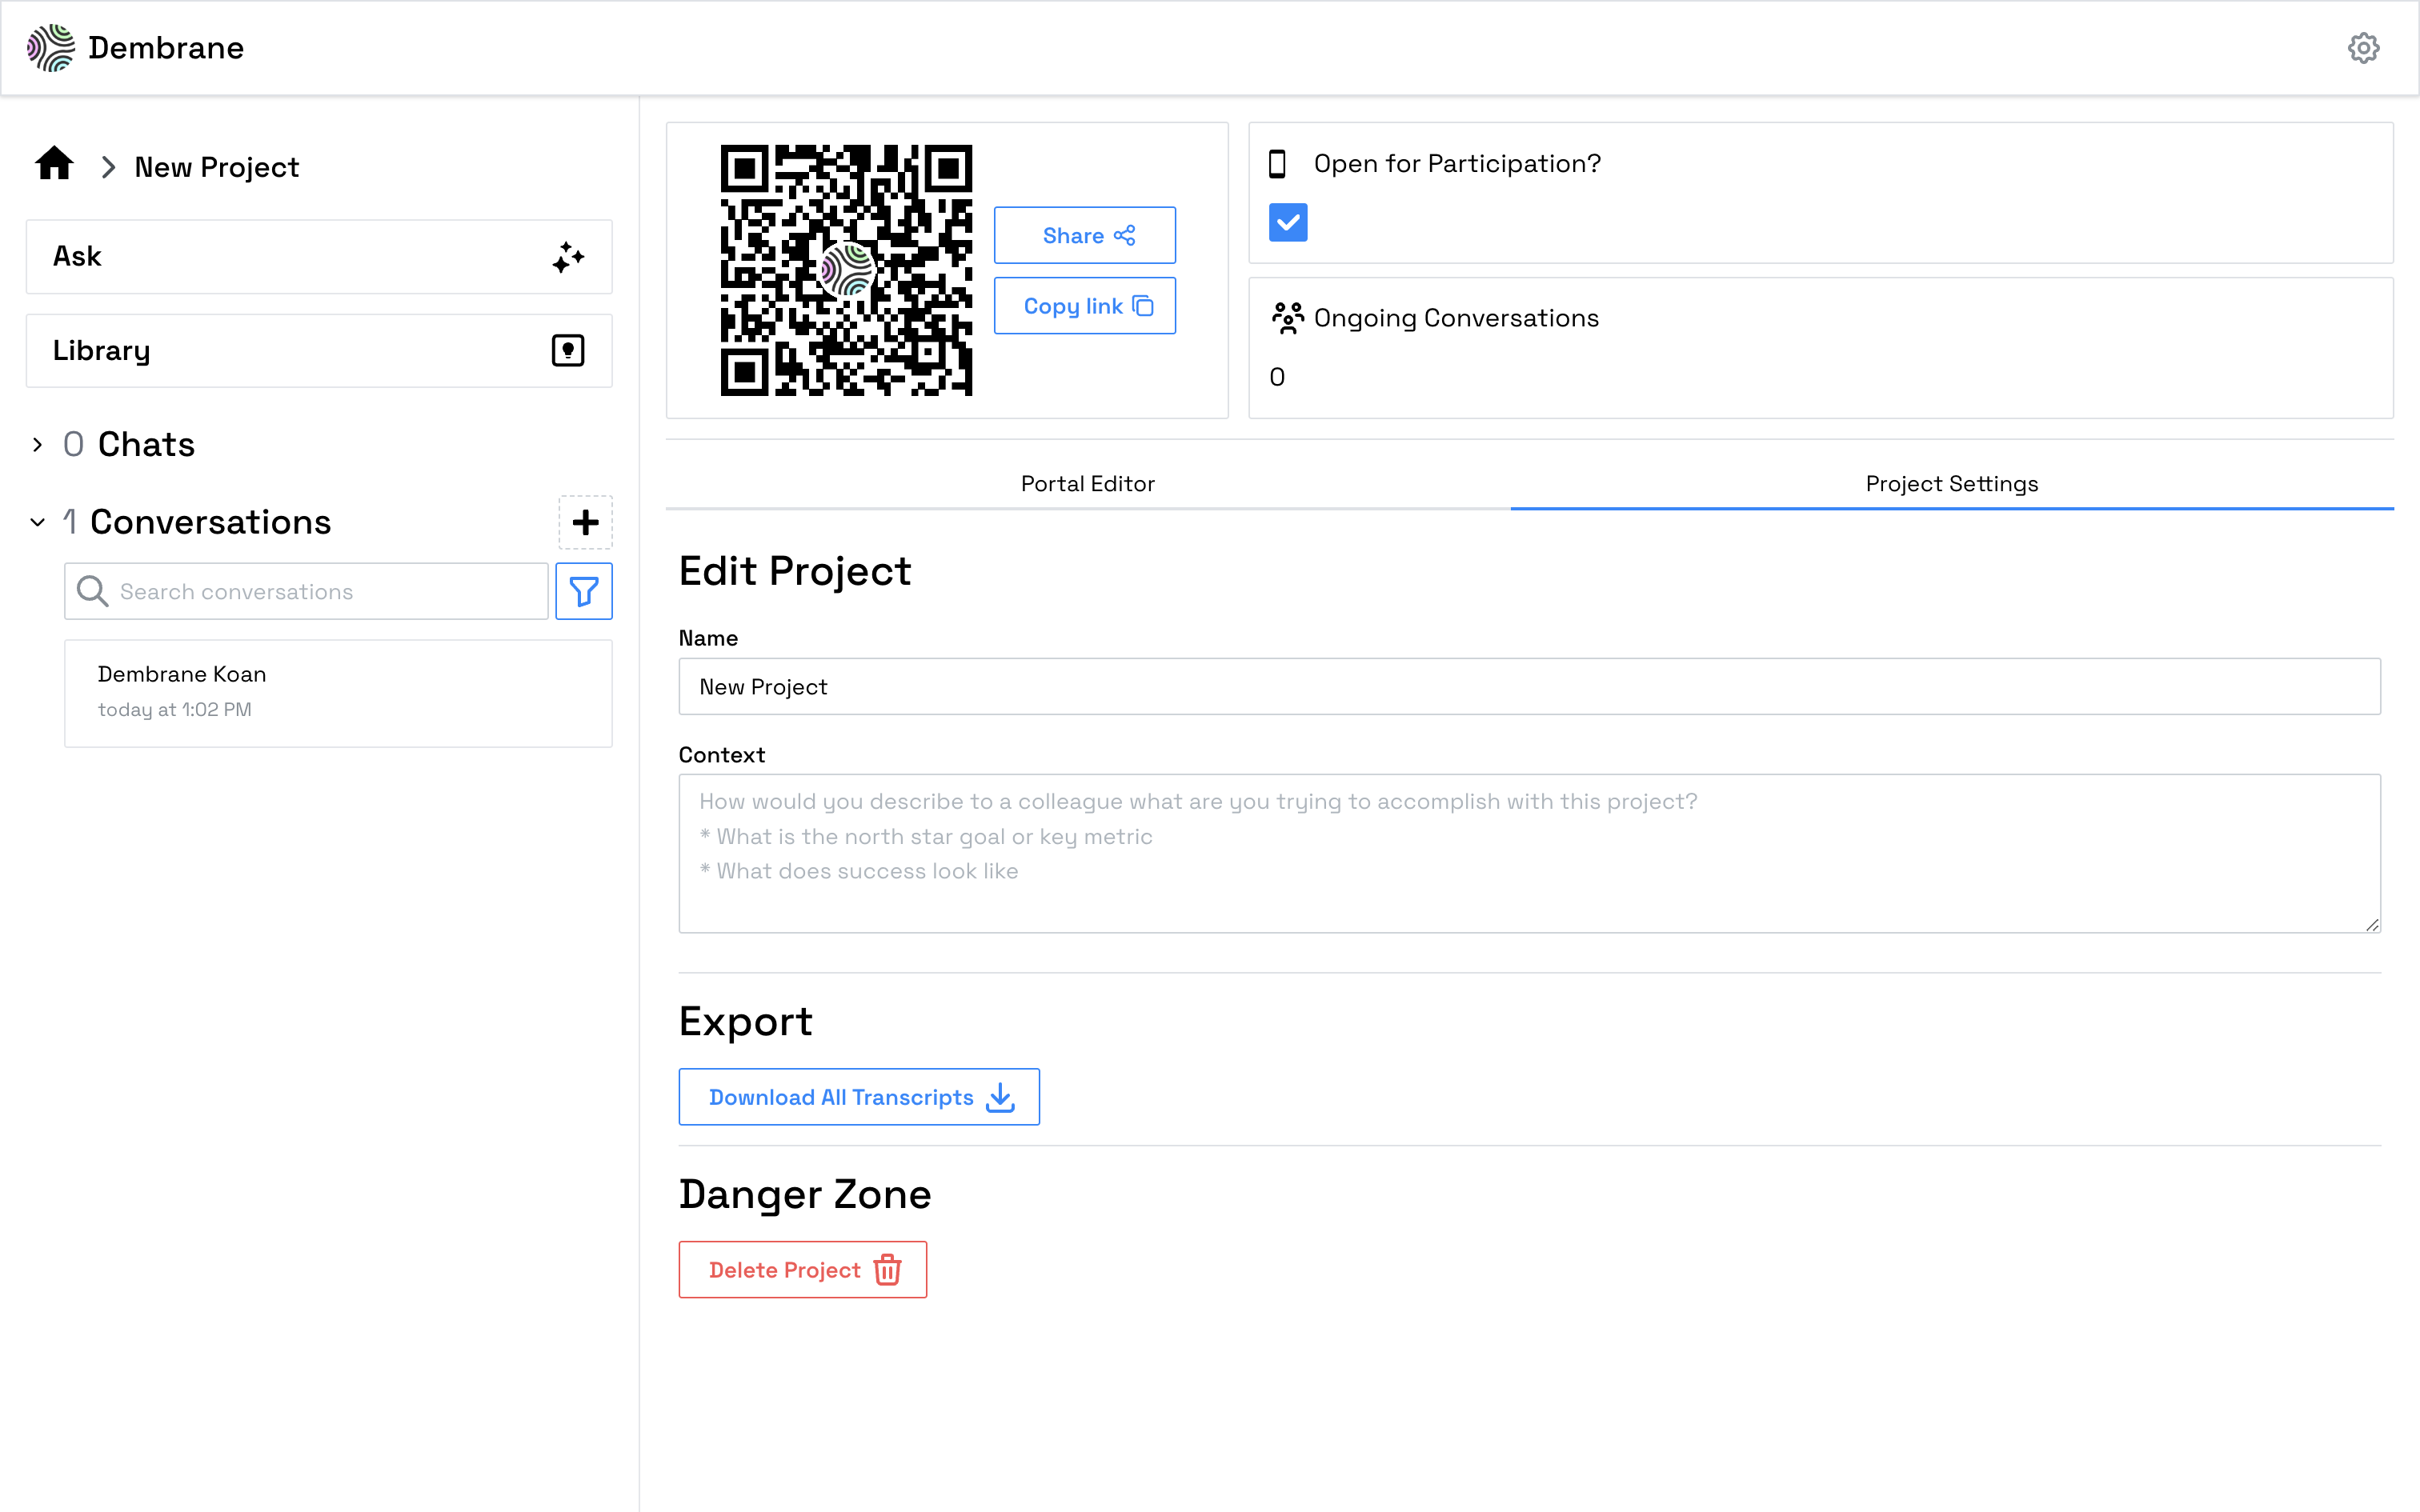 Dembrane
New Project
Ask
Library
0 Chats
1 Conversations
Search conversations
Dembrane Koan
today at 1:02 PM
Share
Copy link
Open for Participation?
Ongoing Conversations
0
Portal Editor
Project Settings
Edit Project
Name
New Project
Context
How would you describe to a colleague what are you trying to accomplish with this project?
* What is the north star goal or key metric
* What does success look like
Export
Download All Transcripts
Danger Zone
Delete Project